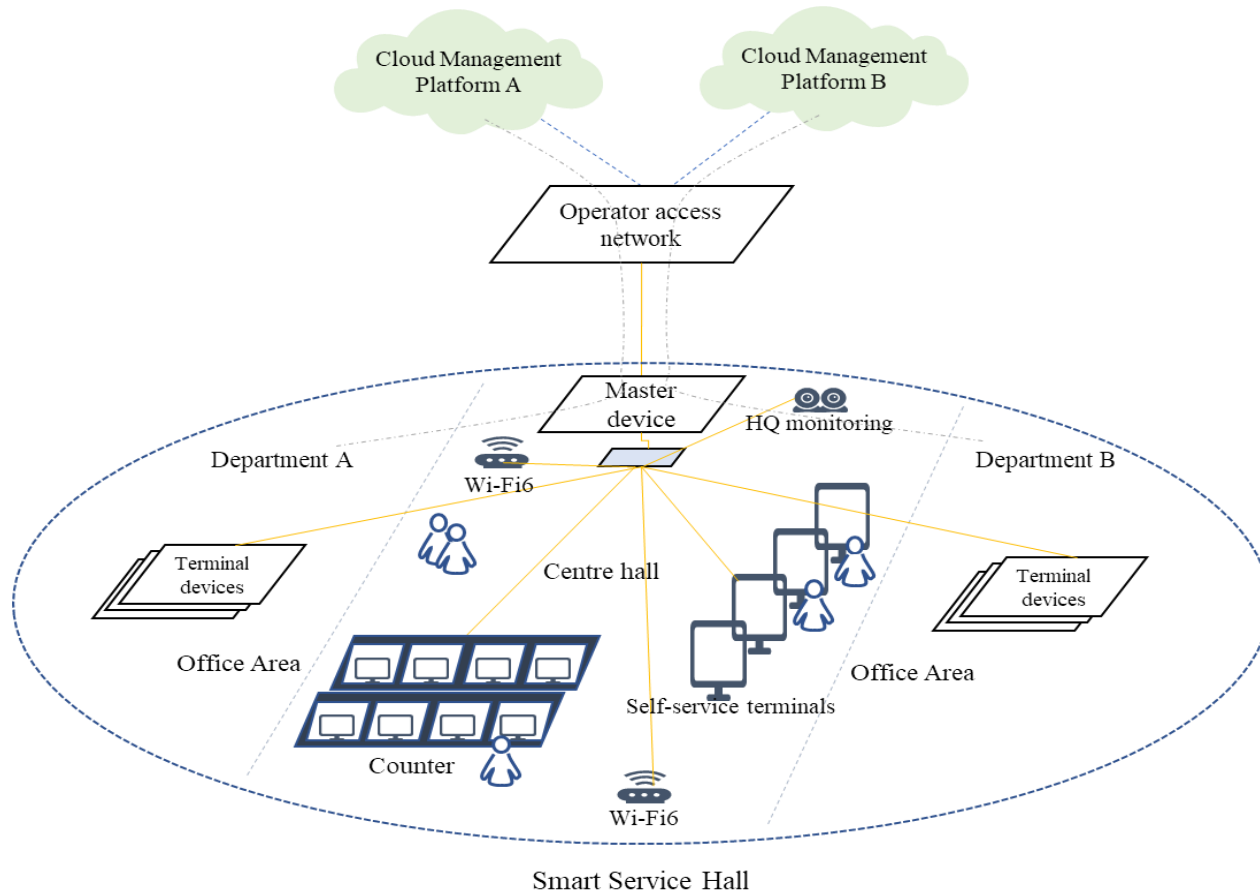 Cloud Management
Platform A
Cloud Management
Platform B
Operator access
network
Master
device
HQ monitoring
Department A
Department B
Wi-Fi6
Centre hall
Terminal
devices
Terminal
devices
Office Area
Office Area
Self-service terminals
Counter
Wi-Fi6
Smart Service Hall